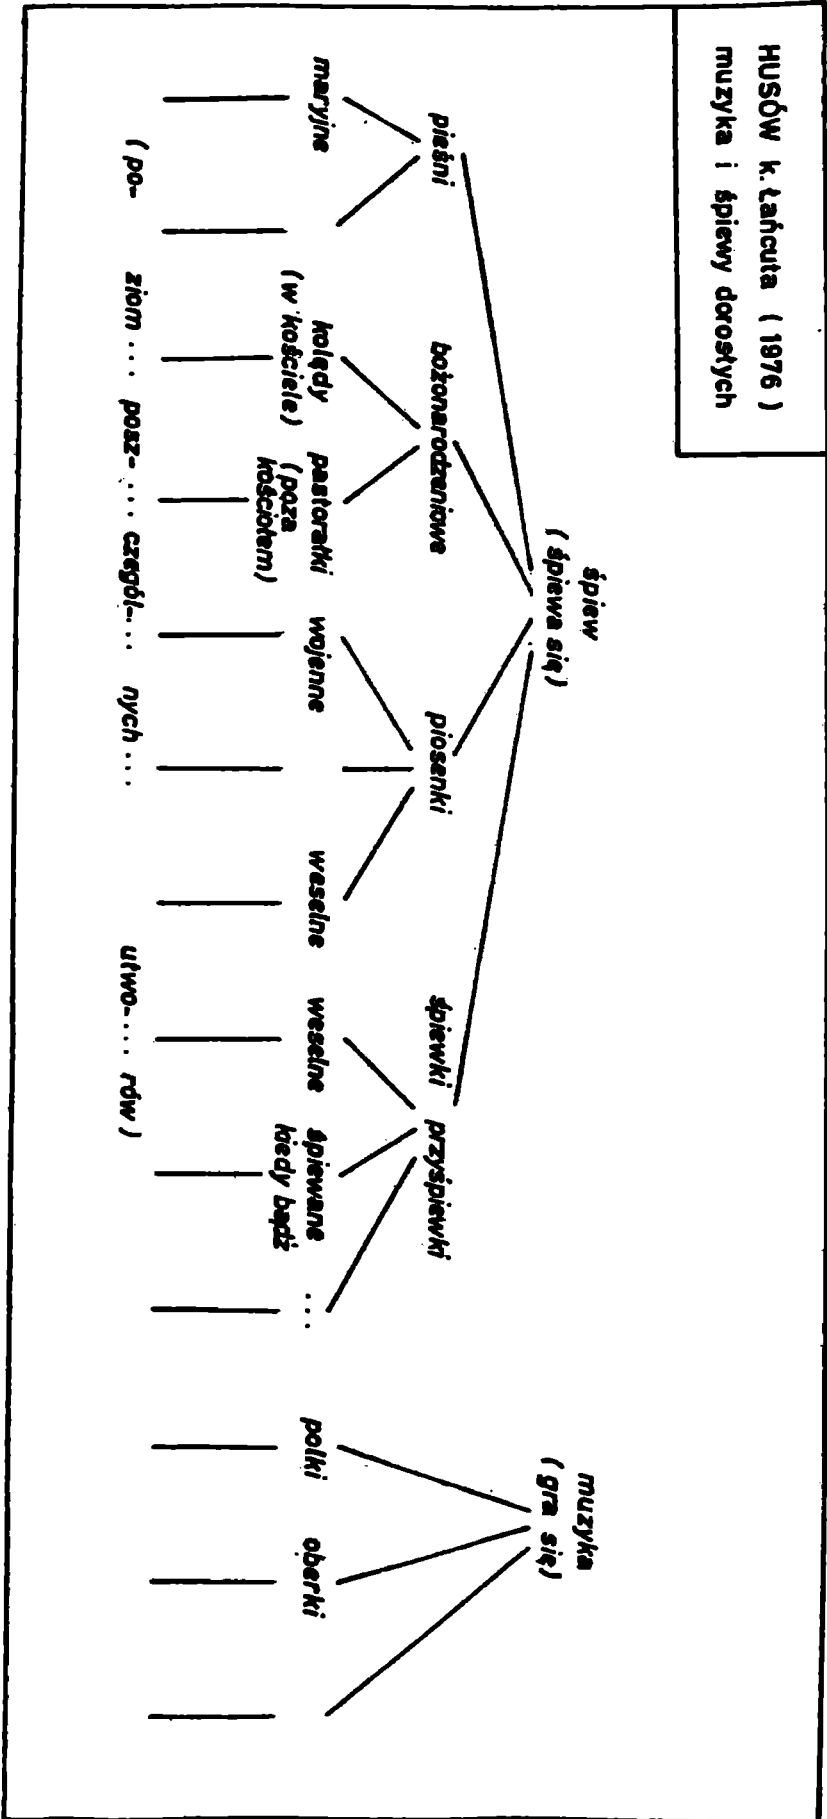 HUSÓW k. Łańcuta ( 1976 )
muzyka i śpiewy dorosłych
śpiew
( śpiewa się )
muzyka
( gra się )
pieśni
bożonarodzeniowe
piosenki
śpiewki przyśpiewki
maryjne
kolędy
( w kościele )
pastorałki
( poza
kościołem )
wojenne
weselne
weselne
śpiewane
kiedy bądź
. . .
polki
oberki
( po- ziom . . . posz- . . . czegól- . . . nych . . . utwo- . . . rów )